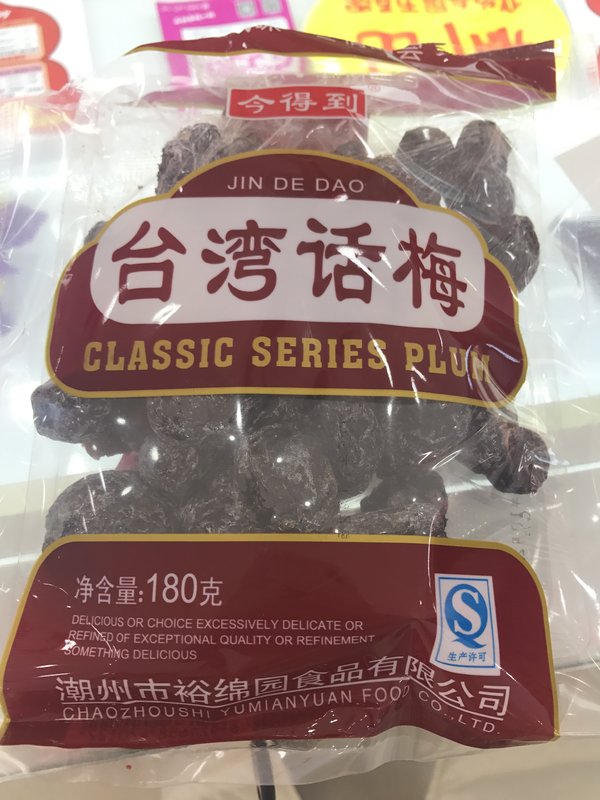 今得到
®
JIN DE DAO
台湾话梅
CLASSIC SERIES PLUM
净含量:180克
DELICIOUS OR CHOICE EXCESSIVELY DELICATE OR
REFINED OF EXCEPTIONAL QUALITY OR REFINEMENT
SOMETHING DELICIOUS
生产许可
潮州市裕绵园食品有限公司
CHAOZHOUSHI YUMIANYUAN FOOD CO.,LTD.